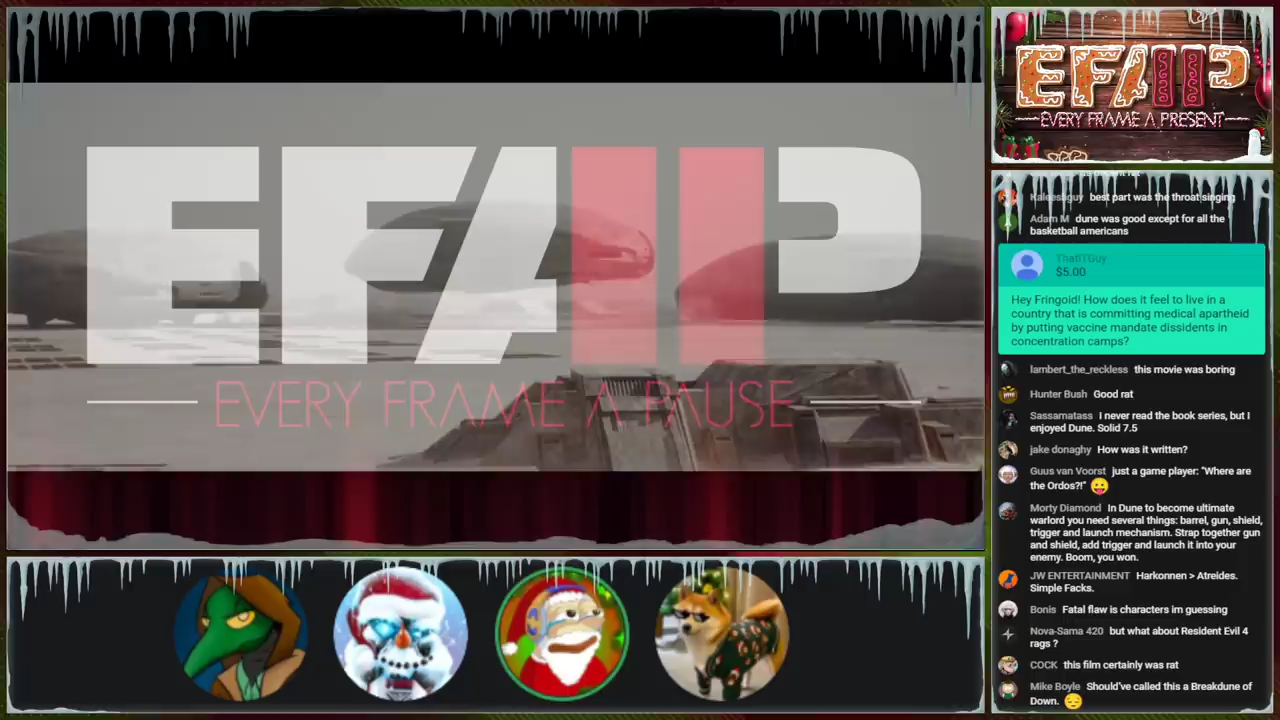 EFAP
EVERY FRAME A PAUSE
EFAP
EVERY FRAME A PRESENT
Kaleeshguy best part was the throat singing
Adam M dune was good except for all the
basketball americans
ThatITGuy
$5.00
Hey Fringoid! How does it feel to live in a
country that is committing medical apartheid
by putting vaccine mandate dissidents in
concentration camps?
lambert_the_reckless this movie was boring
Hunter Bush Good rat
Sassamatass I never read the book series, but I
enjoyed Dune. Solid 7.5
jake donaghy How was it written?
Guus van Voorst just a game player: "Where are
the Ordos?!" 😛
Morty Diamond In Dune to become ultimate
warlord you need several things: barrel, gun, shield,
trigger and launch mechanism. Strap together gun
and shield, add trigger and launch it into your
enemy. Boom, you won.
JW ENTERTAINMENT Harkonnen > Atreides.
Simple Facks.
Bonis Fatal flaw is characters im guessing
Nova-Sama 420 but what about Resident Evil 4
rags ?
COCK this film certainly was rat
Mike Boyle Should've called this a Breakdune of
Down. 😔